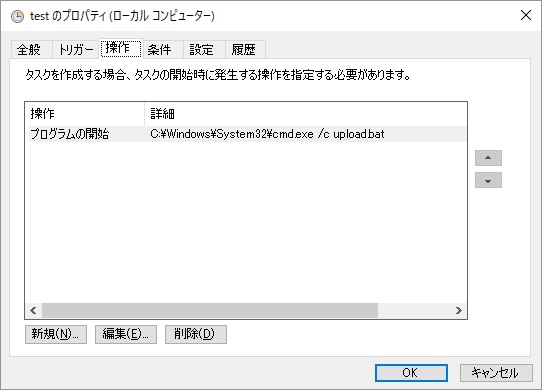 test のプロパティ (ローカル コンピューター)
全般 トリガー 操作 条件 設定 履歴
タスクを作成する場合、タスクの開始時に発生する操作を指定する必要があります。
操作 詳細
プログラムの開始 C:¥Windows¥System32¥cmd.exe /c upload.bat
新規(N)... 編集(E)... 削除(D)
OK キャンセル